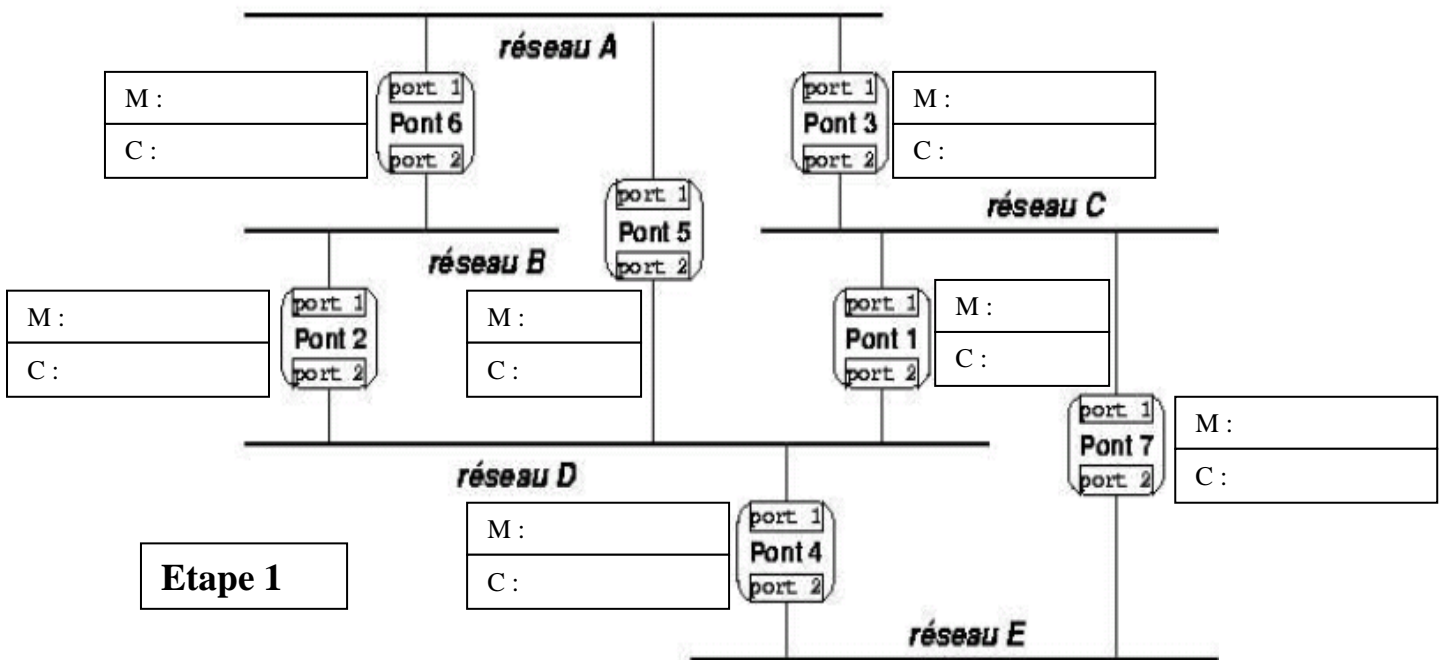 réseau A
port 1
Pont 6
port 2
M :
C :
port 1
Pont 3
port 2
M :
C :
port 1
Pont 5
port 2
M :
C :
réseau C
réseau B
port 1
Pont 2
port 2
M :
C :
port 1
Pont 1
port 2
M :
C :
port 1
Pont 7
port 2
M :
C :
réseau D
port 1
Pont 4
port 2
M :
C :
Etape 1
réseau E